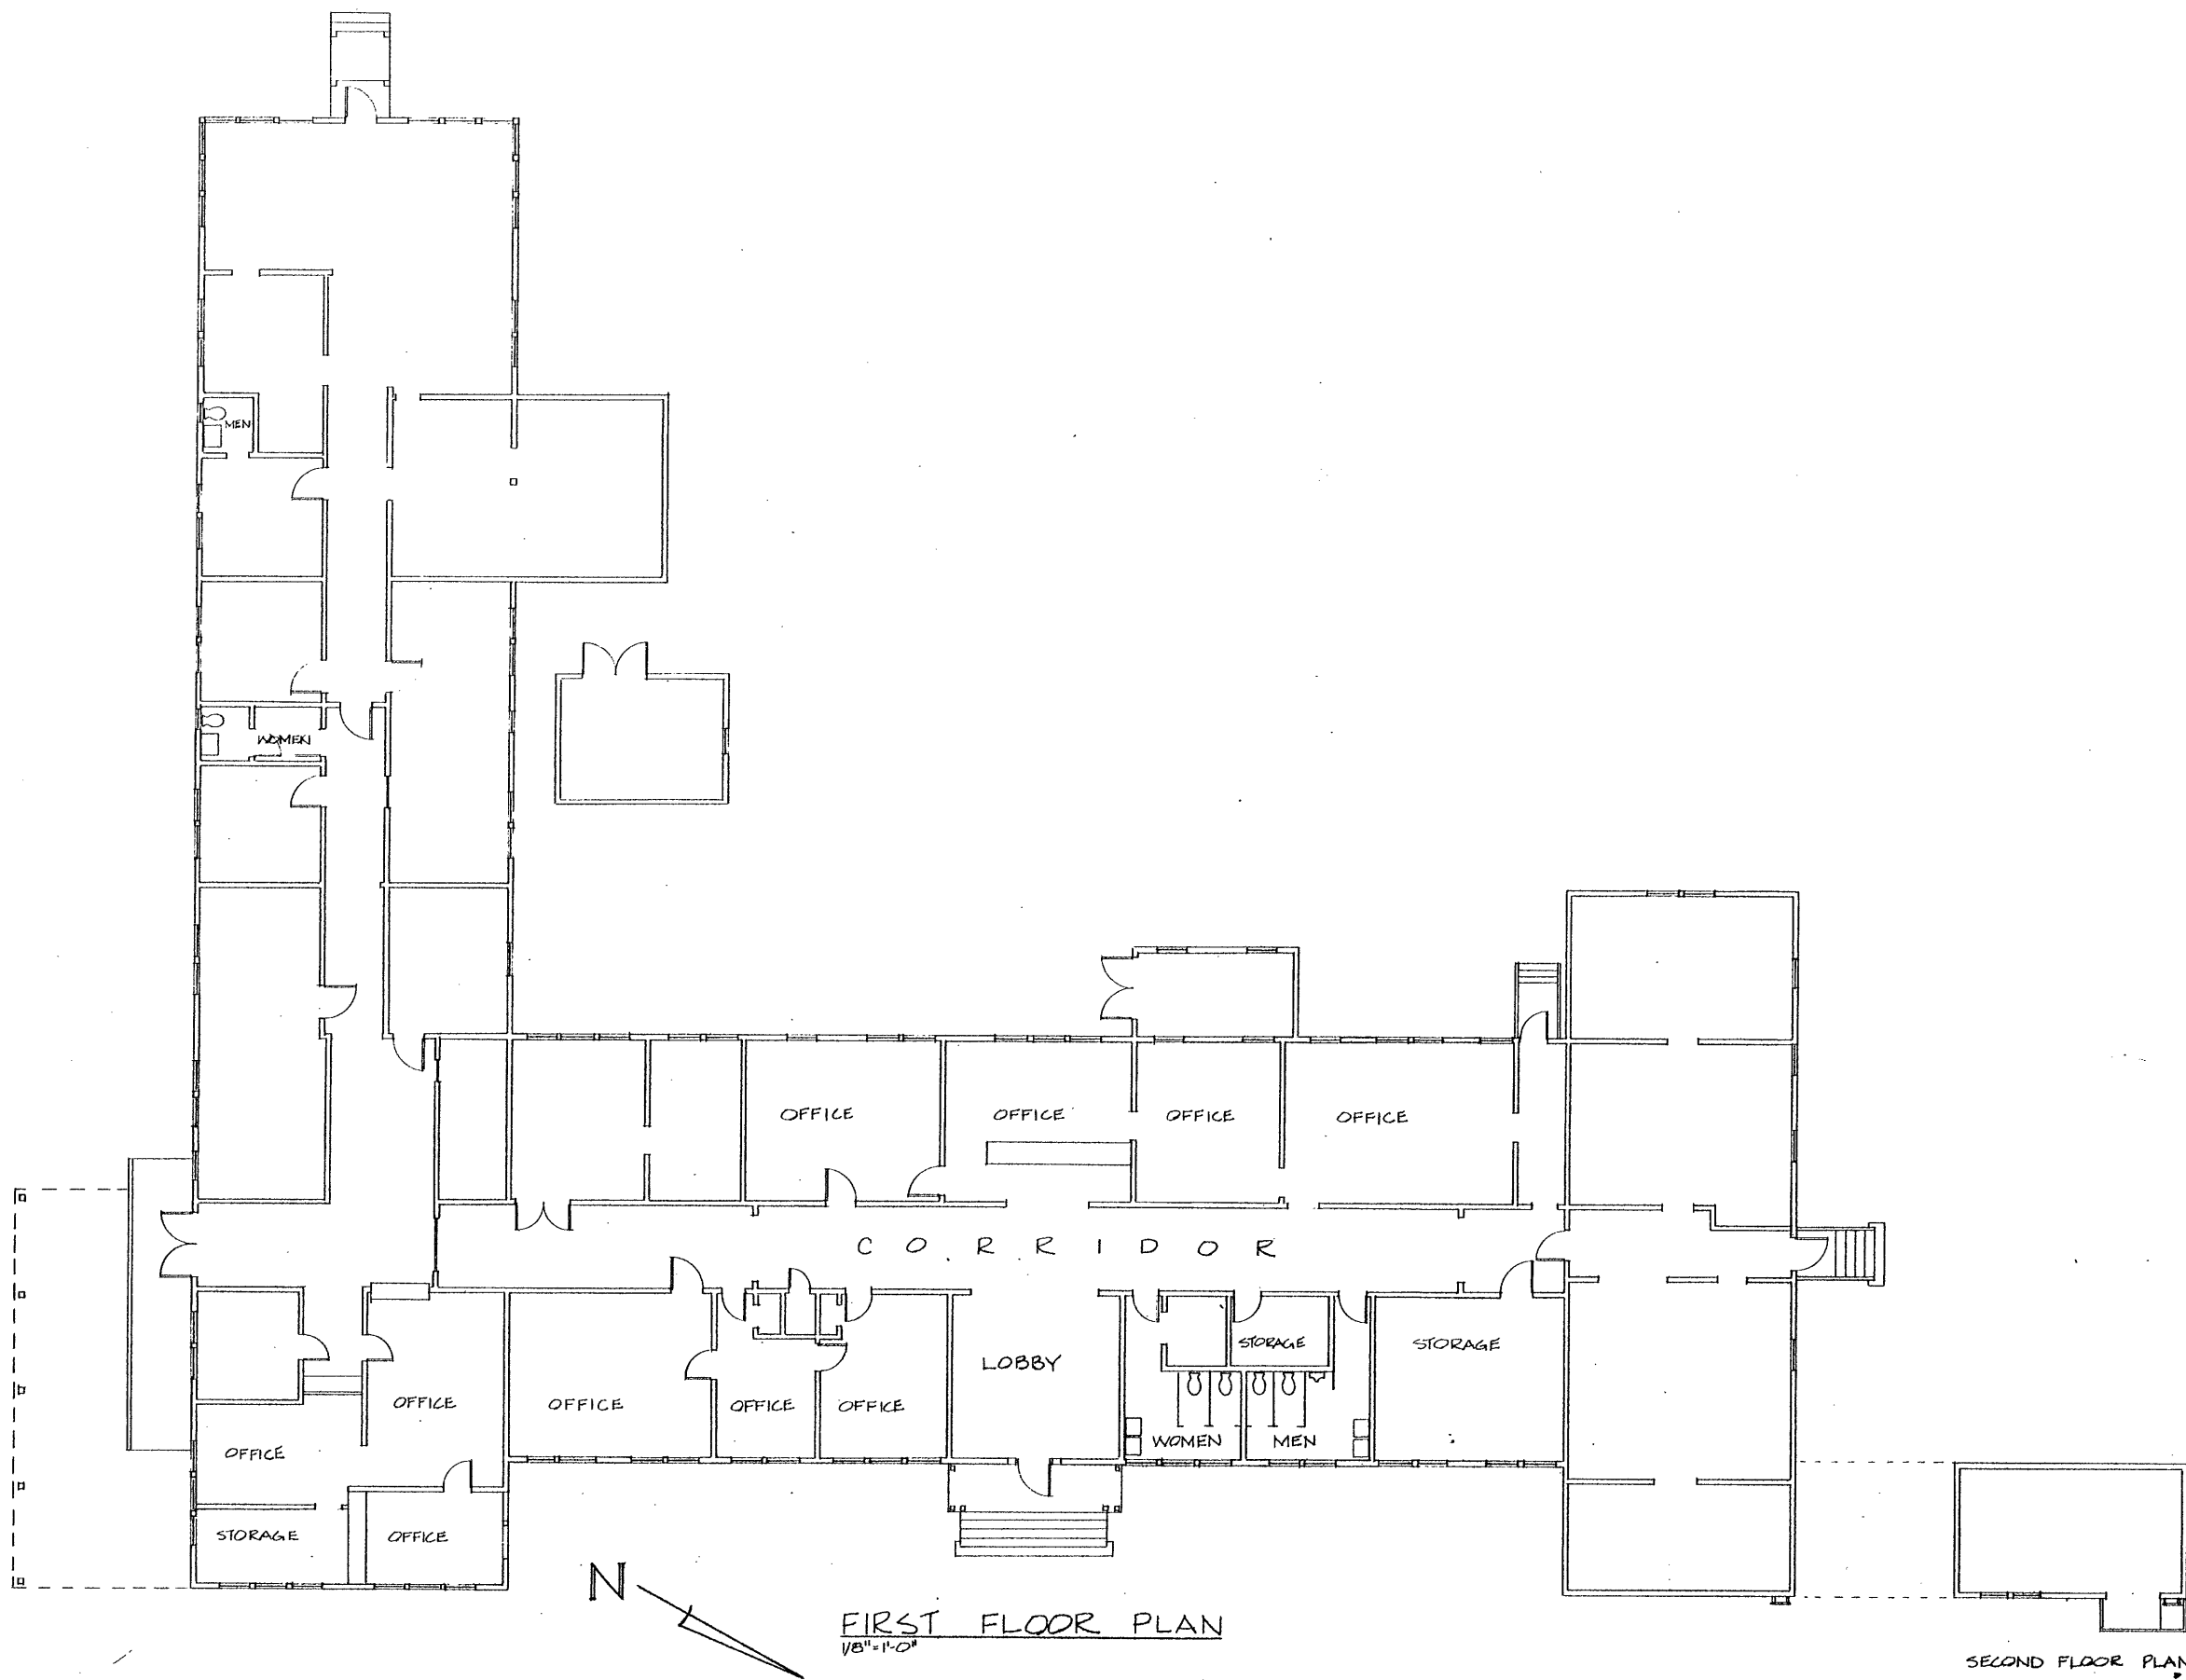 MEN
WOMEN
OFFICE OFFICE OFFICE OFFICE
CORRIDOR
STORAGE STORAGE
LOBBY
OFFICE OFFICE OFFICE OFFICE
WOMEN MEN
OFFICE
STORAGE OFFICE
N
FIRST FLOOR PLAN
1/8"=1'-0"
SECOND FLOOR PLAN